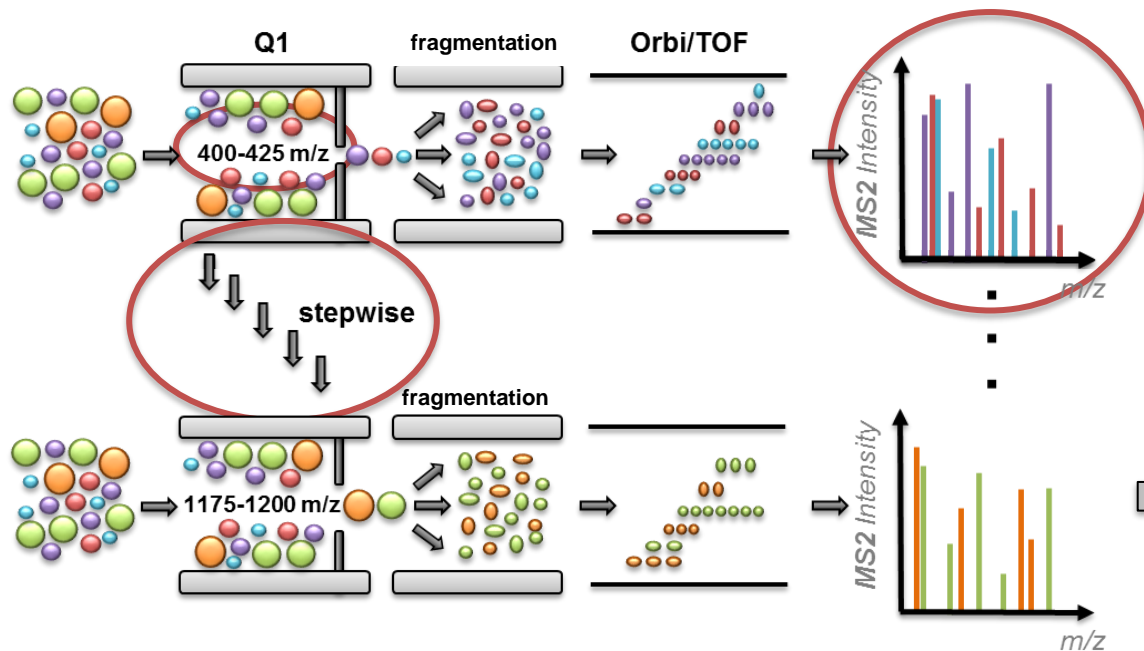 Q1
fragmentation
Orbi/TOF
400-425 m/z
MS2 Intensity
m/z
stepwise
fragmentation
1175-1200 m/z
MS2 Intensity
m/z